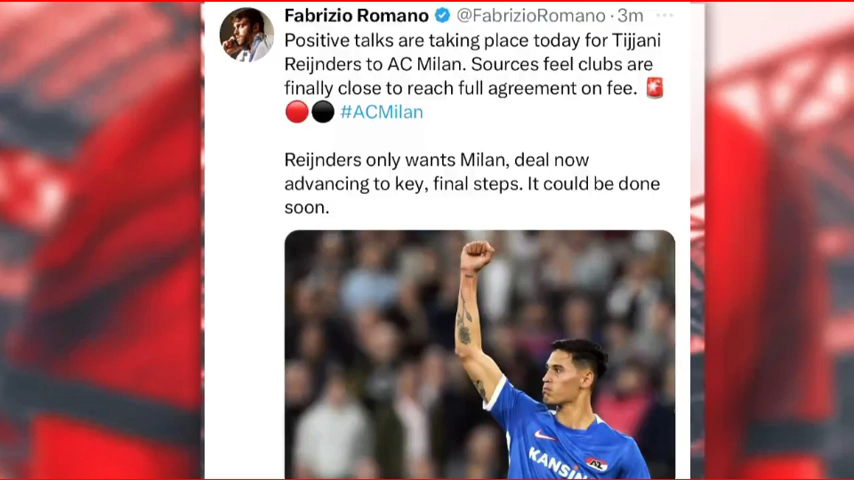 Fabrizio Romano @FabrizioRomano · 3m
Positive talks are taking place today for Tijjani
Reijnders to AC Milan. Sources feel clubs are
finally close to reach full agreement on fee. 🚨
🔴⚫ #ACMilan
Reijnders only wants Milan, deal now
advancing to key, final steps. It could be done
soon.
KANSIN
AZ